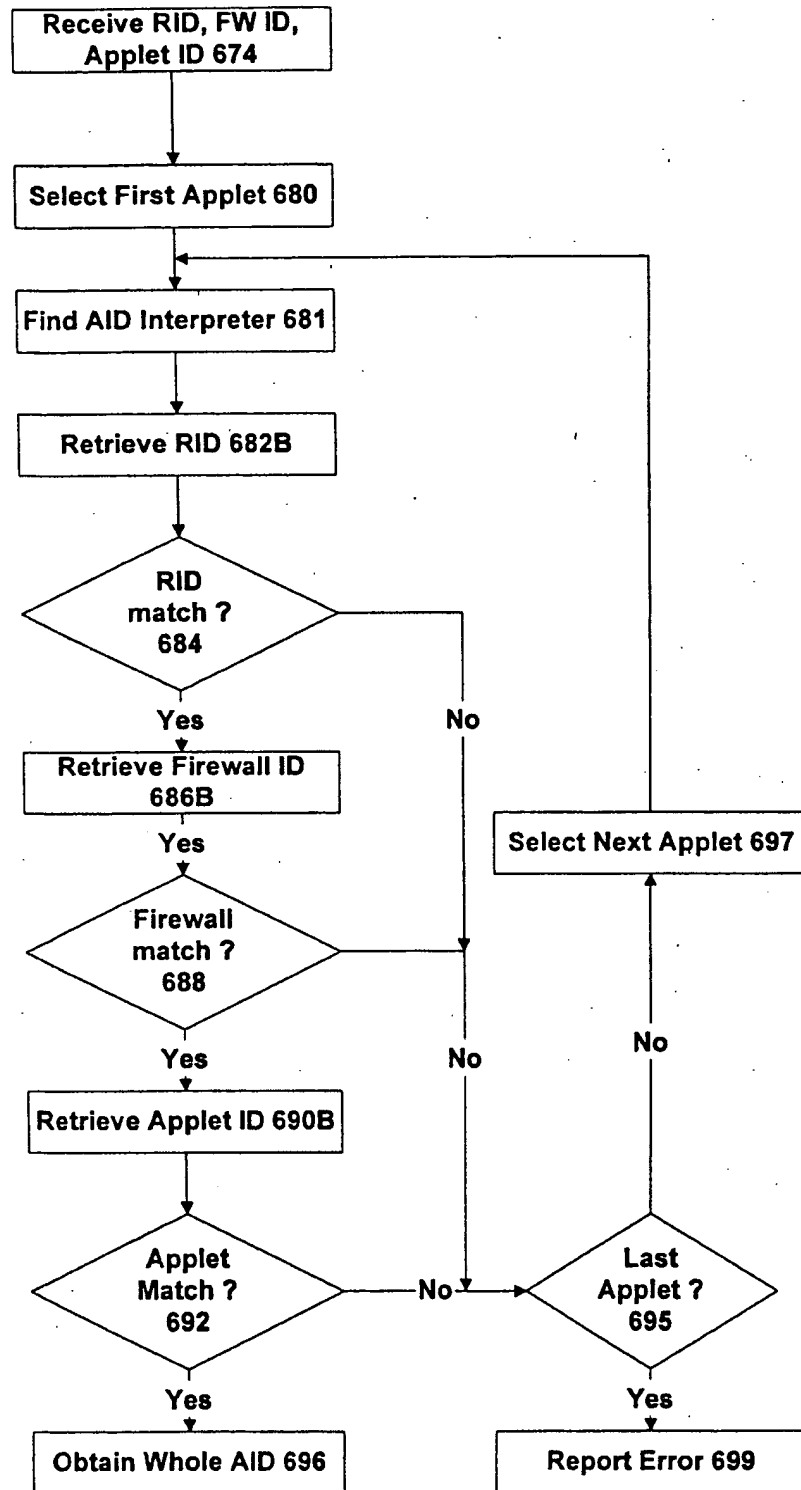 Receive RID, FW ID,
Applet ID 674
Select First Applet 680
Find AID Interpreter 681
Retrieve RID 682B
RID
match ?
684
Yes
No
Retrieve Firewall ID
686B
Yes
Select Next Applet 697
Firewall
match ?
688
Yes
No
No
Retrieve Applet ID 690B
Applet
Match ?
692
No
Last
Applet ?
695
Yes
Yes
Obtain Whole AID 696
Report Error 699